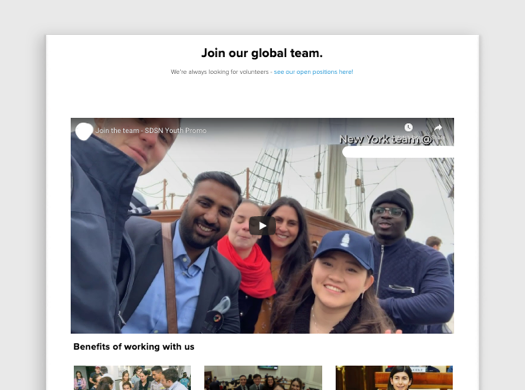 Join our global team.
We're always looking for volunteers - see our open positions here!
Join the team - SDSN Youth Promo
New York team @
Benefits of working with us